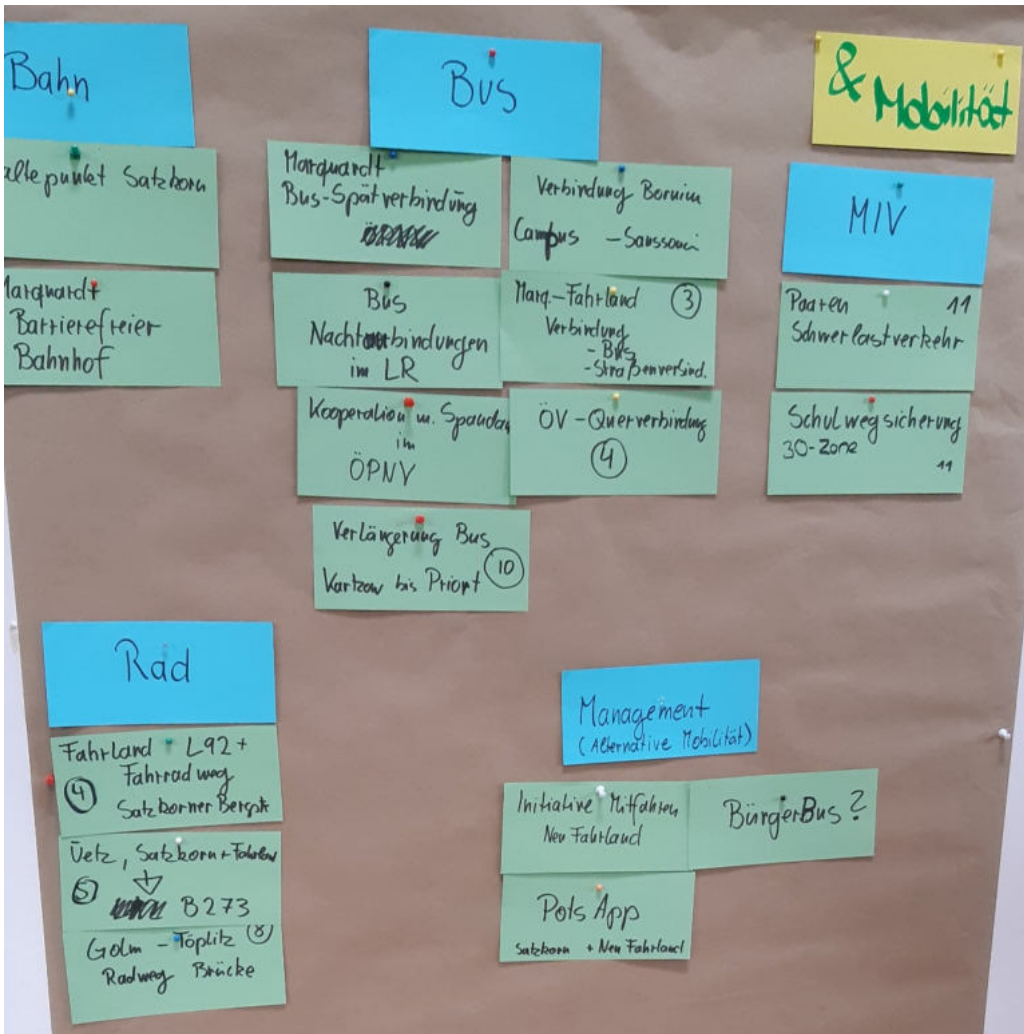 & Mobilität
Bahn
altepunkt Satzkorn
Marquardt
Barrierefreier
Bahnhof
Bus
Marquardt
Bus-Spätverbindung
Bus
Nachtverbindungen
im LR
Kooperation m. Spandau
im
ÖPNV
Verlängerung Bus
Kartzow bis Priort 10
Verbindung Bornim
Campus - Sanssouci
Marq.-Fahrland 3
Verbindung
- Bus
- Straßenverbind.
ÖV - Querverbindung
4
MIV
Paaren 11
Schwerlastverkehr
Schulwegsicherung
30-Zone
11
Rad
Fahrland L92+
4 Fahrradweg
Satzkorner Bergstr
Uetz, Satzkorn + Fahrlan
5
B273
Golm - Töplitz 8
Radweg Brücke
Management
(Alternative Mobilität)
Initiative Mitfahren
Neu Fahrland
BürgerBus?
Pots App
Satzkorn + Neu Fahrland